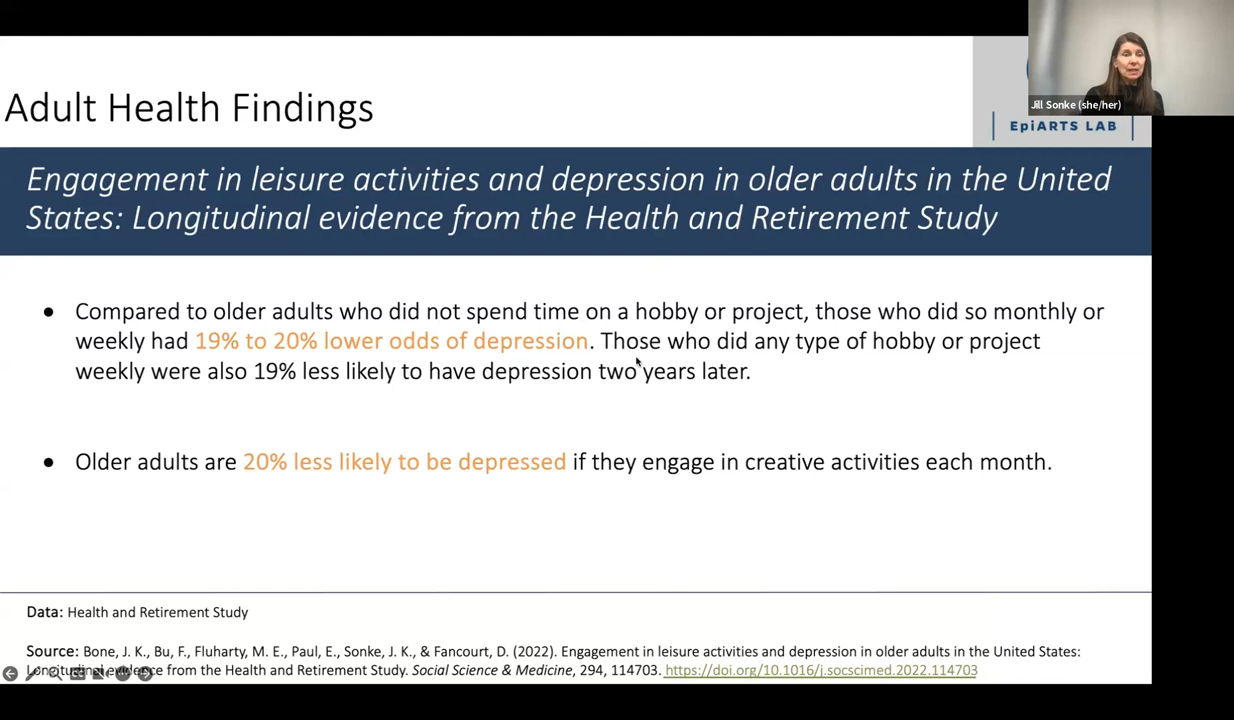 Adult Health Findings
Jill Sonke (she/her)
EpiARTS LAB
Engagement in leisure activities and depression in older adults in the United
States: Longitudinal evidence from the Health and Retirement Study
• Compared to older adults who did not spend time on a hobby or project, those who did so monthly or
weekly had 19% to 20% lower odds of depression. Those who did any type of hobby or project
weekly were also 19% less likely to have depression two years later.
• Older adults are 20% less likely to be depressed if they engage in creative activities each month.
Data: Health and Retirement Study
Source: Bone, J. K., Bu, F., Fluharty, M. E., Paul, E., Sonke, J. K., & Fancourt, D. (2022). Engagement in leisure activities and depression in older adults in the United States:
Longitudinal evidence from the Health and Retirement Study. Social Science & Medicine, 294, 114703. https://doi.org/10.1016/j.socscimed.2022.114703